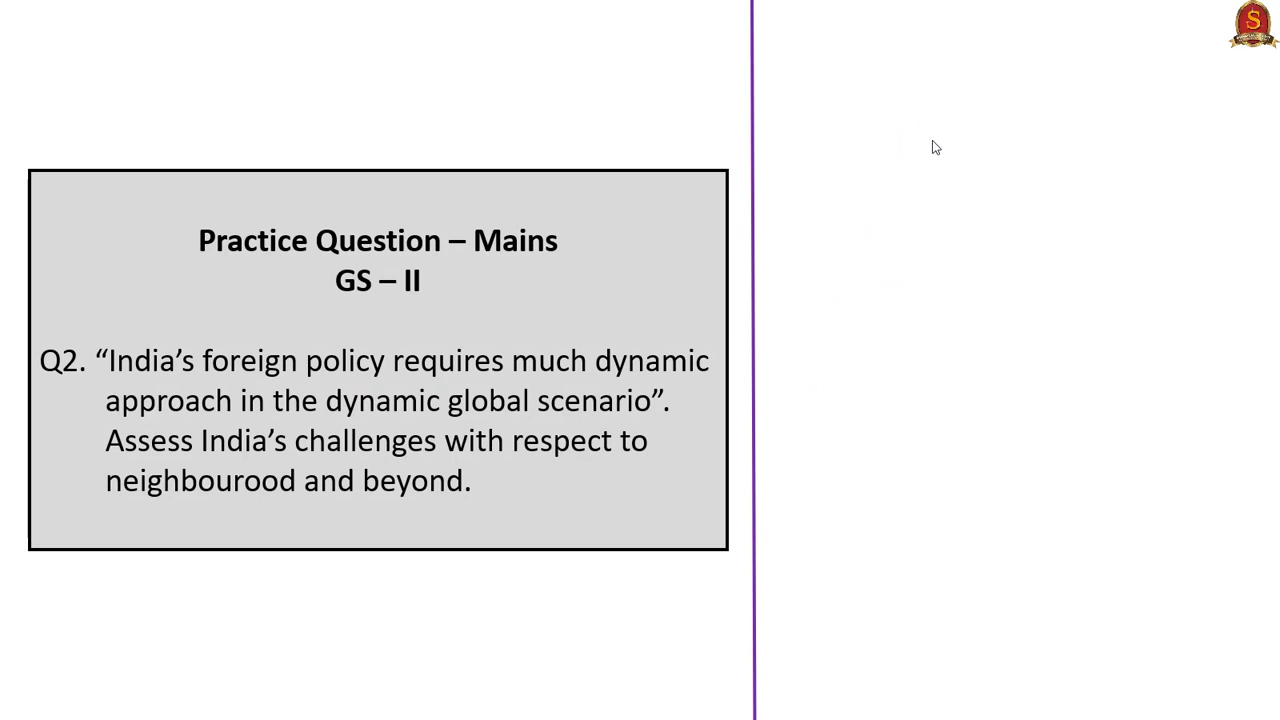 S
Practice Question – Mains
GS – II
Q2. “India’s foreign policy requires much dynamic
approach in the dynamic global scenario”.
Assess India’s challenges with respect to
neighbourood and beyond.